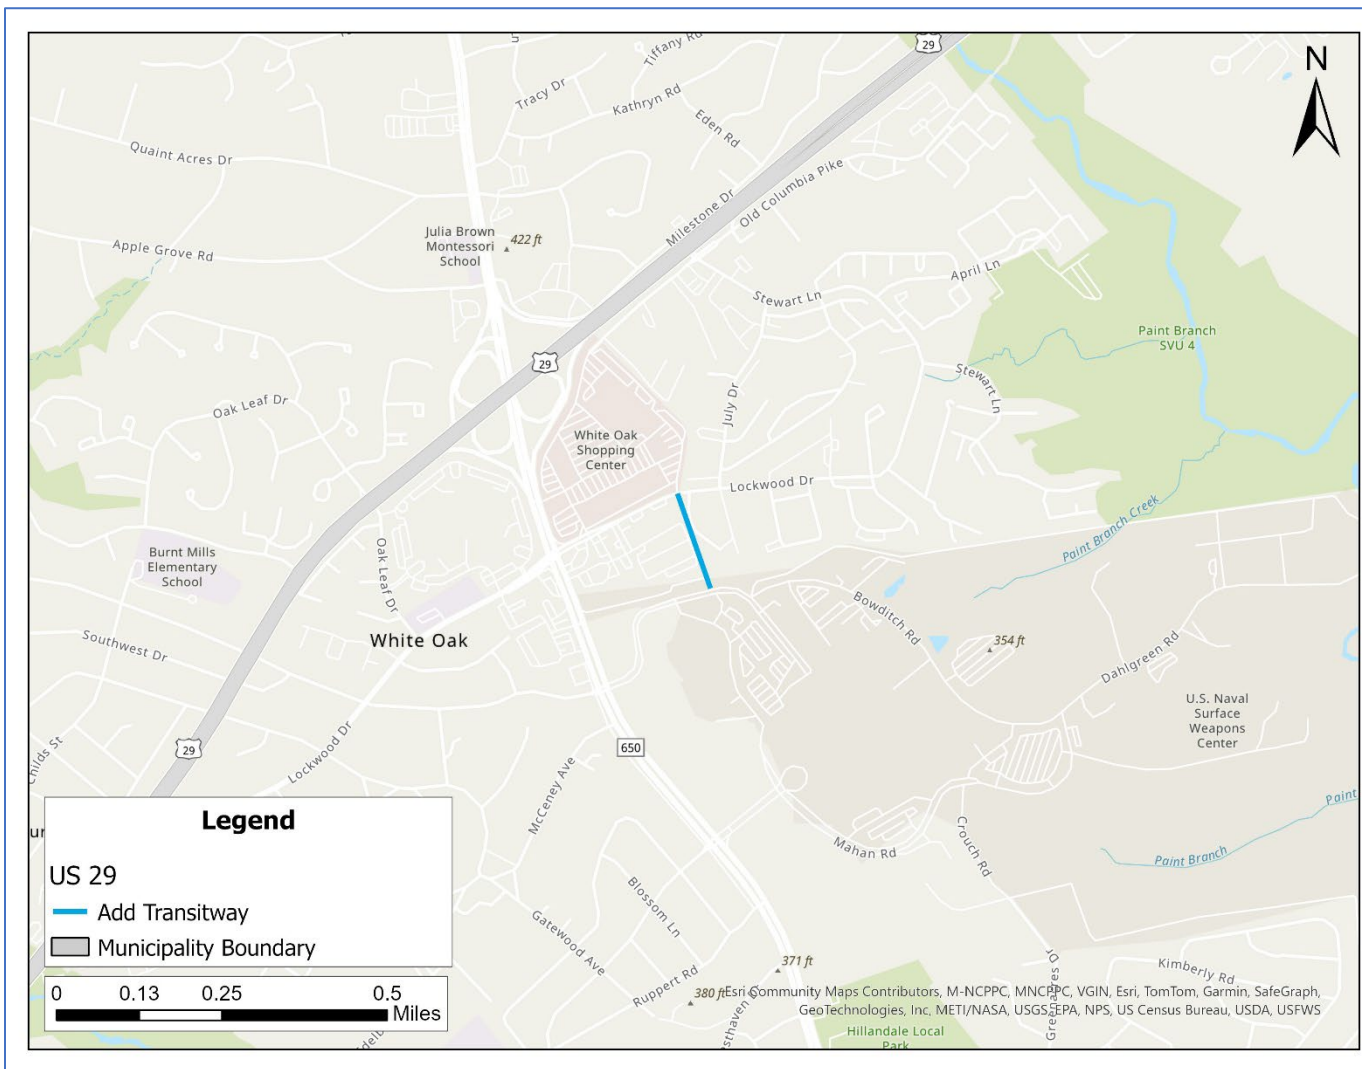 29
N
Tiffany Rd
Tracy Dr
Kathryn Rd
Eden Rd
Quaint Acres Dr
Milestone Dr
Old Columbia Pike
Julia Brown
Montessori
School
422 ft
Apple Grove Rd
April Ln
Stewart Ln
Paint Branch
SVU 4
29
Stewart Ln
July Dr
Oak Leaf Dr
White Oak
Shopping
Center
Lockwood Dr
Paint Branch Creek
Oak Leaf Dr
Burnt Mills
Elementary
School
Bowditch Rd
White Oak
354 ft
Dahlgreen Rd
Southwest Dr
U.S. Naval
Surface
Weapons
Center
29
650
Childs St
Lockwood Dr
McCeney Ave
Paint
Mahan Rd
Crouch Rd
Paint Branch
Legend
US 29
Add Transitway
Municipality Boundary
Blossom Ln
Gatewood Ave
Ruppert Rd
371 ft
380 ft
Greenacres Dr
Kimberly Rd
0 0.13 0.25 0.5
Miles
Esri Community Maps Contributors, M-NCPPC, MNCPPC, VGIN, Esri, TomTom, Garmin, SafeGraph,
GeoTechnologies, Inc, METI/NASA, USGS, EPA, NPS, US Census Bureau, USDA, USFWS
Hillandale Local
Park